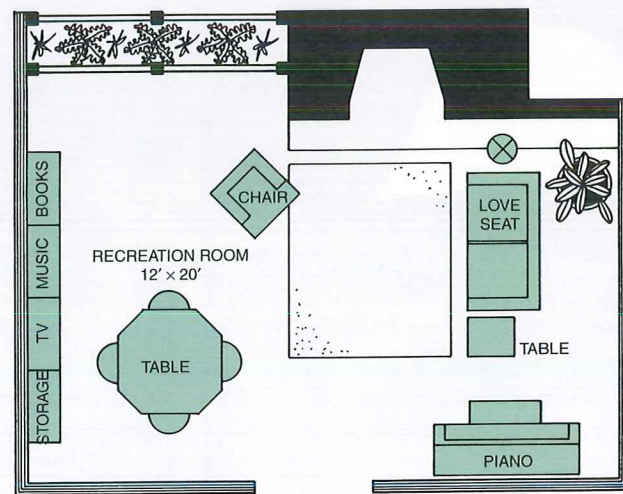 BOOKS
MUSIC
TV
STORAGE
RECREATION ROOM
12′ × 20′
TABLE
CHAIR
LOVE
SEAT
TABLE
PIANO